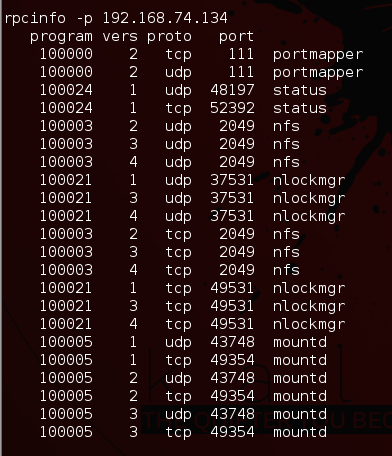 rpcinfo -p 192.168.74.134
   program vers proto   port
    100000    2   tcp    111  portmapper
    100000    2   udp    111  portmapper
    100024    1   udp  48197  status
    100024    1   tcp  52392  status
    100003    2   udp   2049  nfs
    100003    3   udp   2049  nfs
    100003    4   udp   2049  nfs
    100021    1   udp  37531  nlockmgr
    100021    3   udp  37531  nlockmgr
    100021    4   udp  37531  nlockmgr
    100003    2   tcp   2049  nfs
    100003    3   tcp   2049  nfs
    100003    4   tcp   2049  nfs
    100021    1   tcp  49531  nlockmgr
    100021    3   tcp  49531  nlockmgr
    100021    4   tcp  49531  nlockmgr
    100005    1   udp  43748  mountd
    100005    1   tcp  49354  mountd
    100005    2   udp  43748  mountd
    100005    2   tcp  49354  mountd
    100005    3   udp  43748  mountd
    100005    3   tcp  49354  mountd